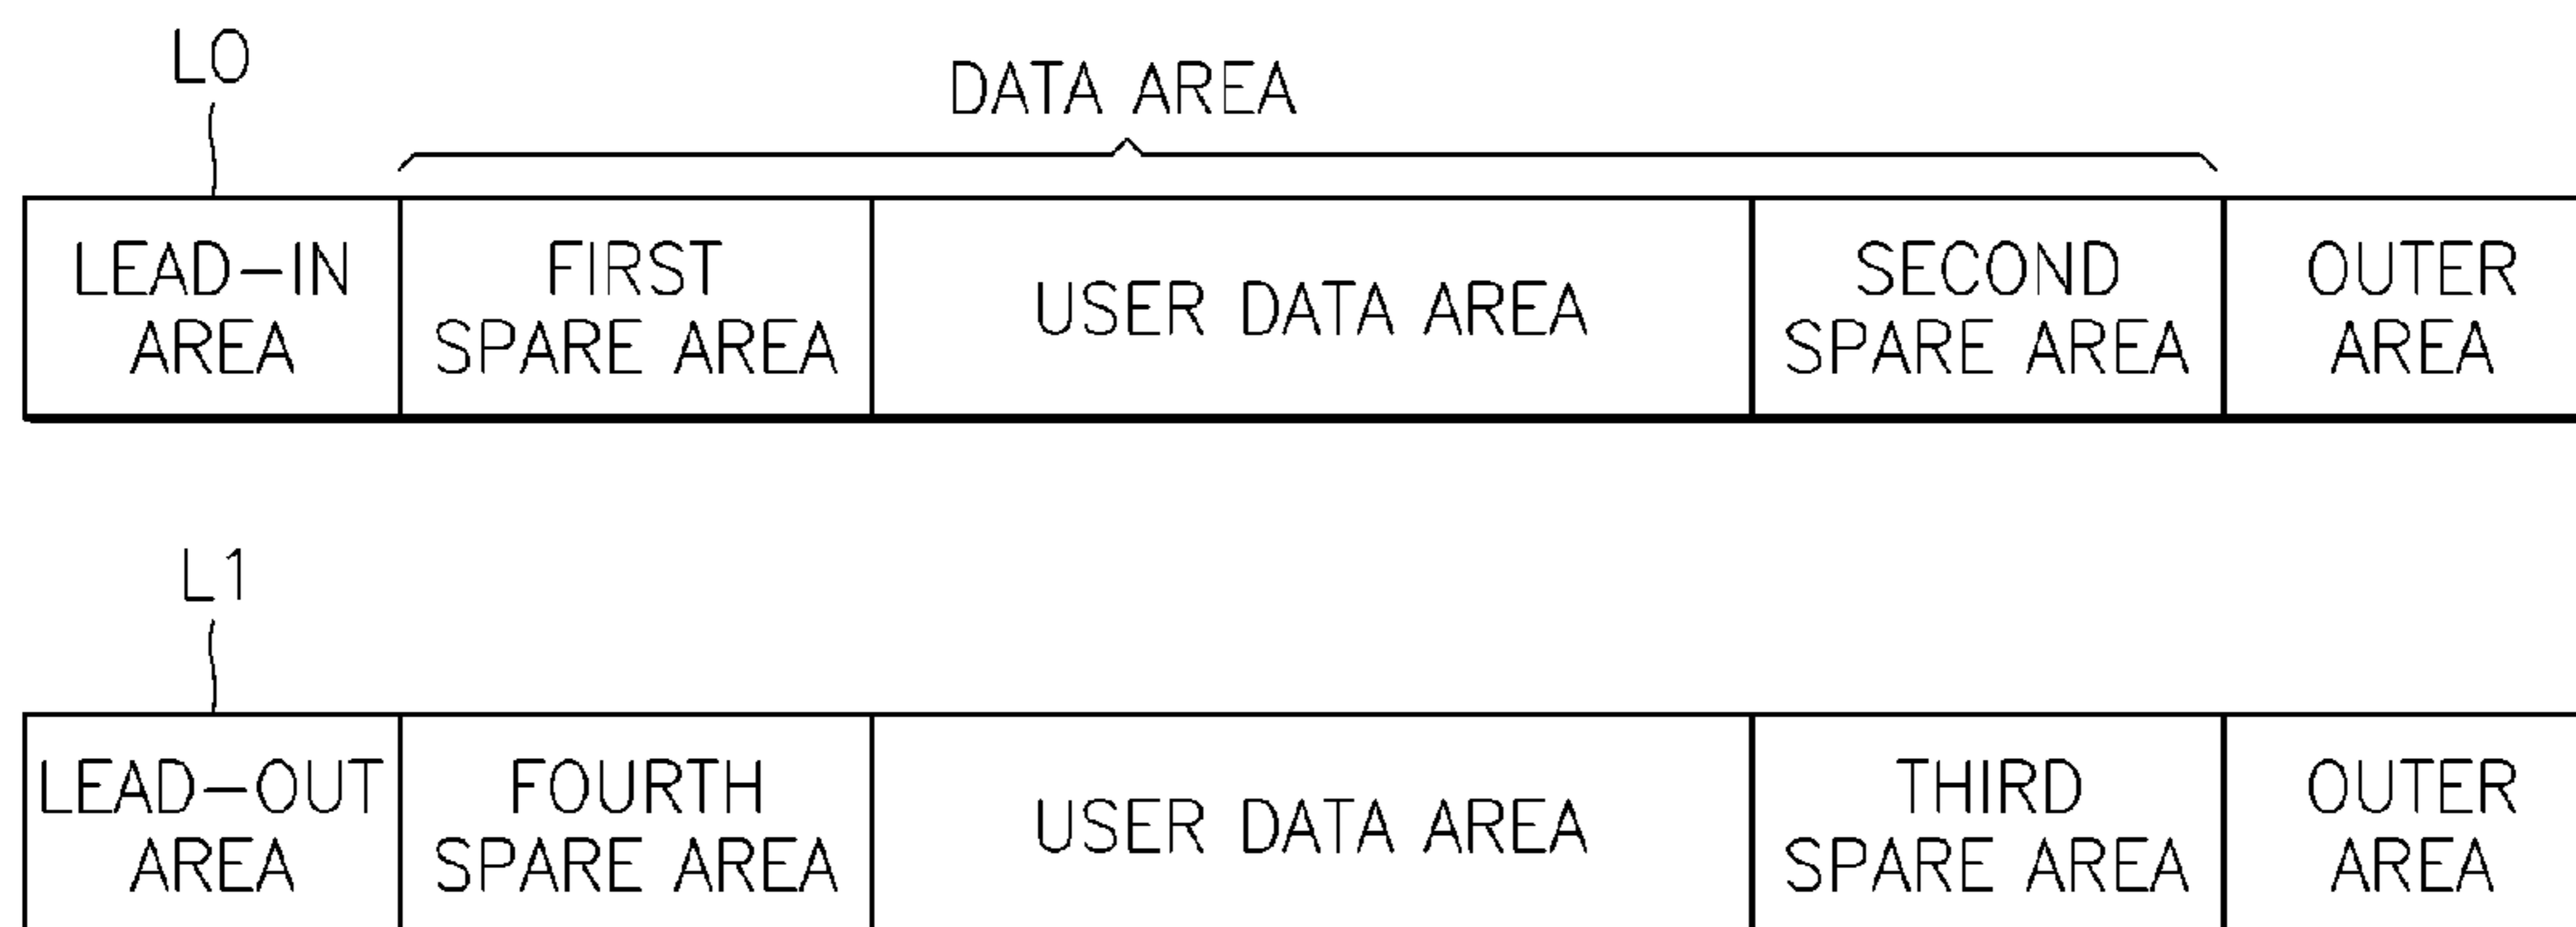 L0
DATA AREA
LEAD-IN
AREA
FIRST
SPARE AREA
USER DATA AREA
SECOND
SPARE AREA
OUTER
AREA
L1
LEAD-OUT
AREA
FOURTH
SPARE AREA
USER DATA AREA
THIRD
SPARE AREA
OUTER
AREA